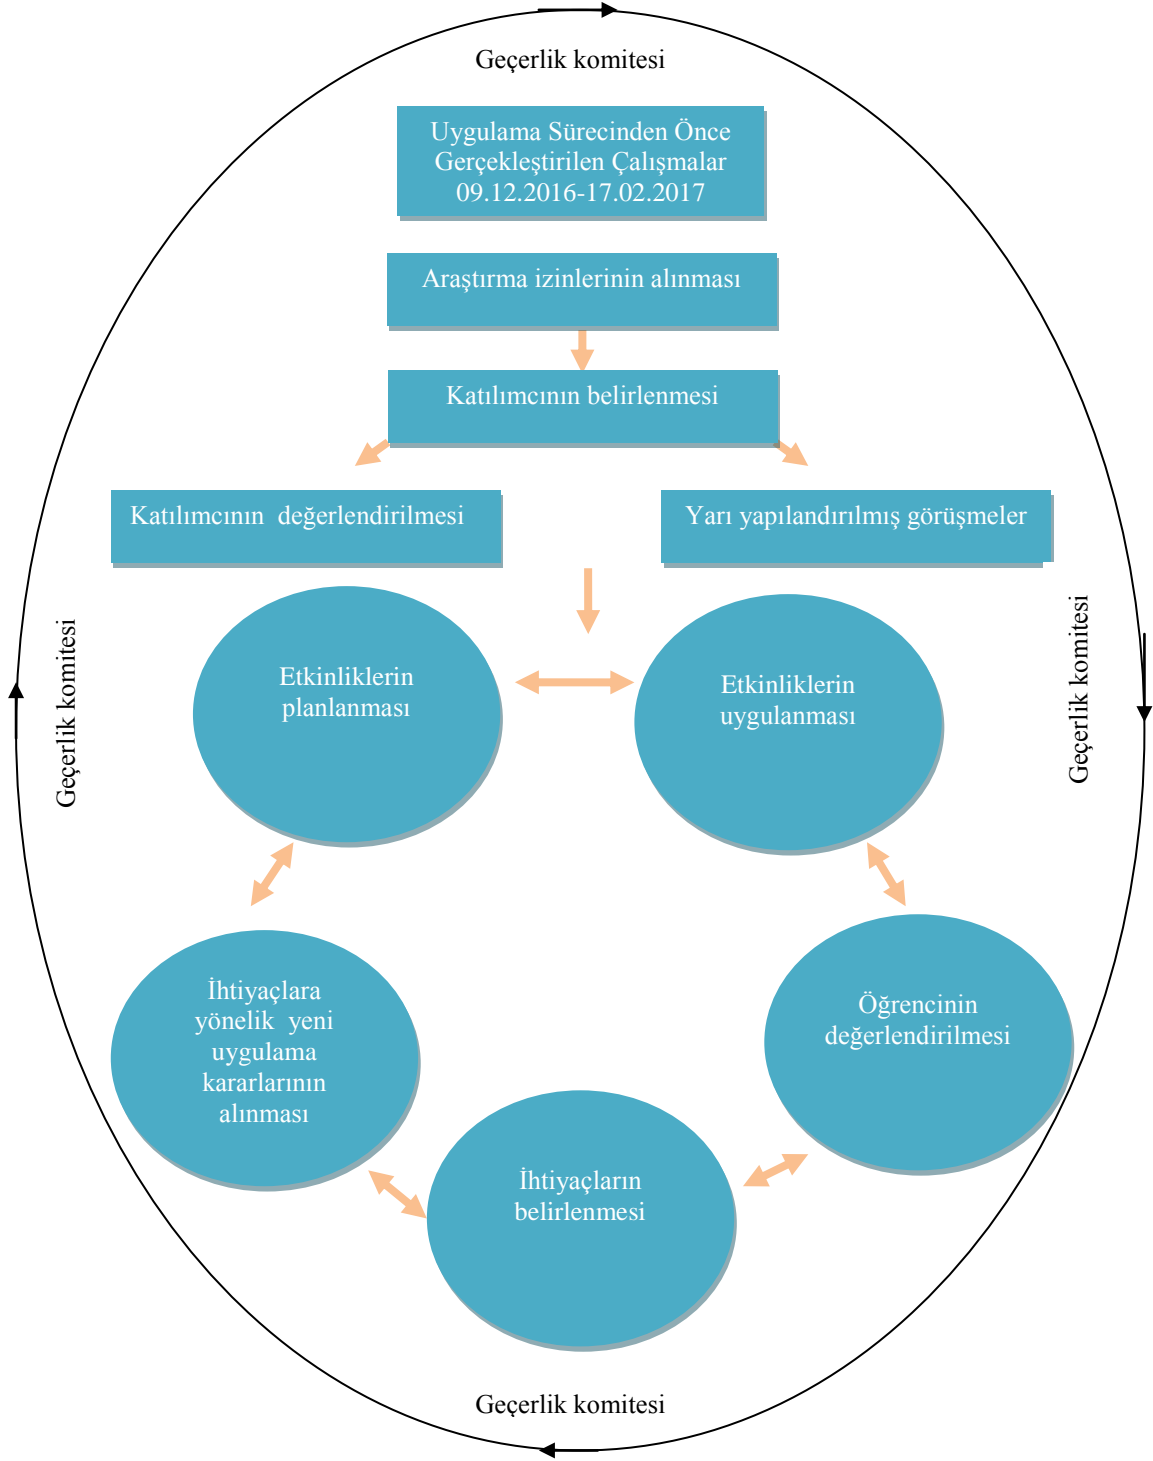 Geçerlik komitesi
Uygulama Sürecinden Önce
Gerçekleştirilen Çalışmalar
09.12.2016-17.02.2017
Araştırma izinlerinin alınması
Katılımcının belirlenmesi
Katılımcının  değerlendirilmesi
Yarı yapılandırılmış görüşmeler
Geçerlik komitesi
Etkinliklerin
planlanması
Etkinliklerin
uygulanması
Geçerlik komitesi
İhtiyaçlara
yönelik  yeni
uygulama
kararlarının
alınması
Öğrencinin
değerlendirilmesi
İhtiyaçların
belirlenmesi
Geçerlik komitesi